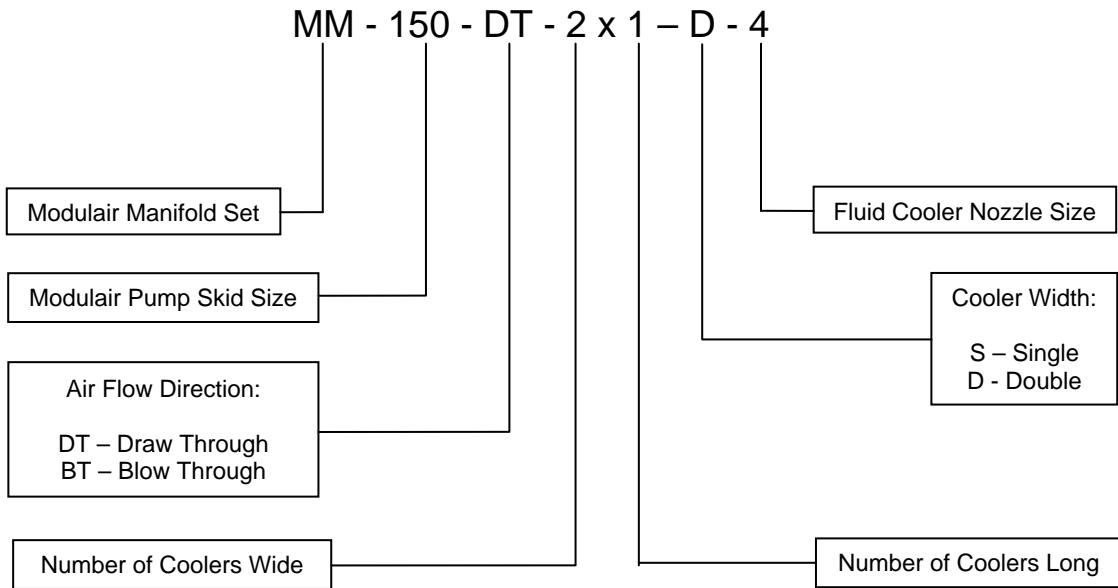 MM - 150 - DT - 2 x 1 – D - 4
Modulair Manifold Set
Fluid Cooler Nozzle Size
Modulair Pump Skid Size
Cooler Width:
S – Single
D - Double
Air Flow Direction:
DT – Draw Through
BT – Blow Through
Number of Coolers Wide
Number of Coolers Long